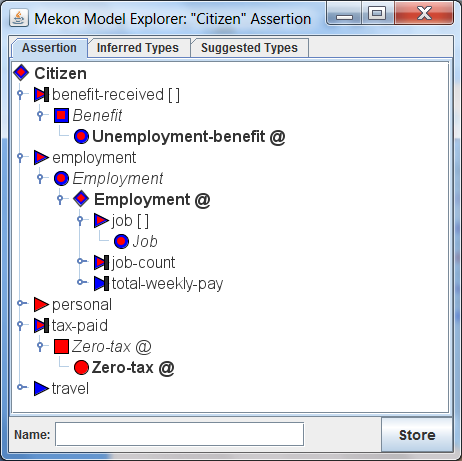 Mekon Model Explorer: "Citizen" Assertion
Assertion Inferred Types Suggested Types
Citizen
benefit-received [ ]
Benefit
Unemployment-benefit @
employment
Employment
Employment @
job [ ]
Job
job-count
total-weekly-pay
personal
tax-paid
Zero-tax @
Zero-tax @
travel
Name: Store